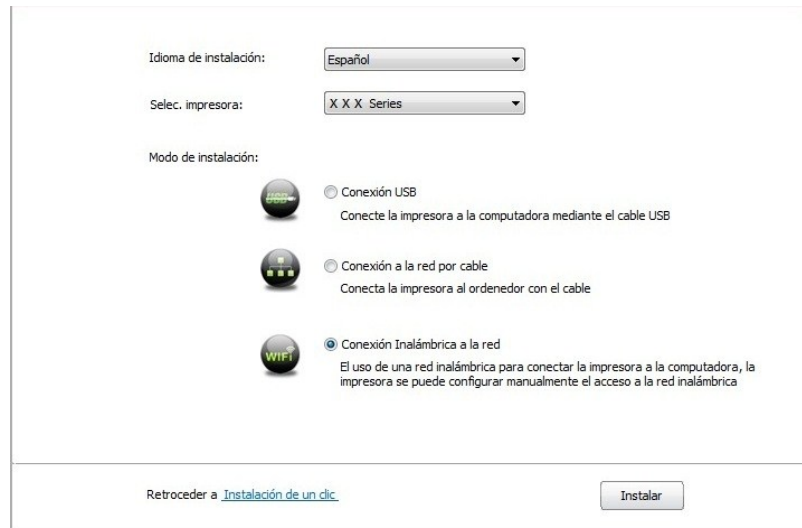 Idioma de instalación:
Español
Selec. impresora:
X X X Series
Modo de instalación:
USB
Conexión USB
Conecte la impresora a la computadora mediante el cable USB
Conexión a la red por cable
Conecta la impresora al ordenedor con el cable
WIFI
Conexión Inalámbrica a la red
El uso de una red inalámbrica para conectar la impresora a la computadora, la
impresora se puede configurar manualmente el acceso a la red inalámbrica
Retroceder a Instalación de un clic
Instalar